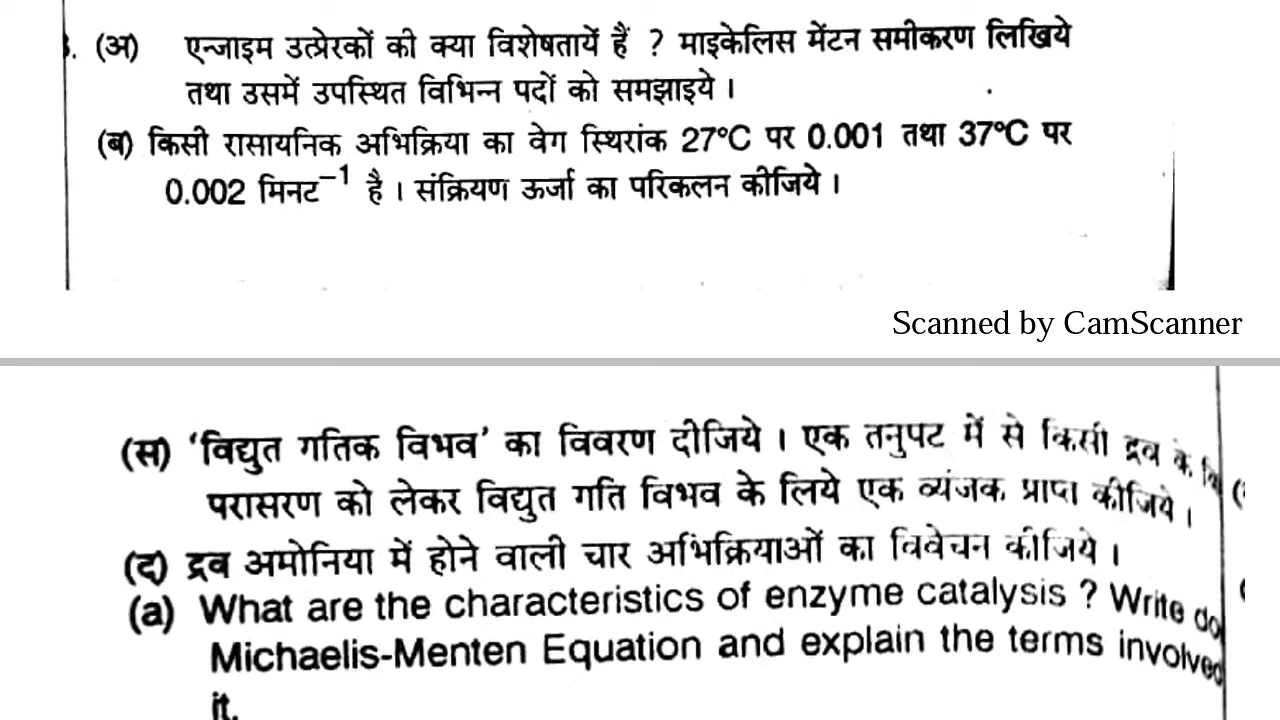 (अ) एन्जाइम उत्प्रेरकों की क्या विशेषतायें हैं ? माइकेलिस मेंटन समीकरण लिखिये
तथा उसमें उपस्थित विभिन्न पदों को समझाइये ।
(ब) किसी रासायनिक अभिक्रिया का वेग स्थिरांक 27°C पर 0.001 तथा 37°C पर
0.002 मिनट⁻¹ है । संक्रियण ऊर्जा का परिकलन कीजिये ।
Scanned by CamScanner
(स) ‘विद्युत गतिक विभव’ का विवरण दीजिये । एक तनुपट में से किसी द्रव के
परासरण को लेकर विद्युत गति विभव के लिये एक व्यंजक प्राप्त कीजिये ।
(द) द्रव अमोनिया में होने वाली चार अभिक्रियाओं का विवेचन कीजिये ।
(a) What are the characteristics of enzyme catalysis ? Write
Michaelis-Menten Equation and explain the terms involved
it.